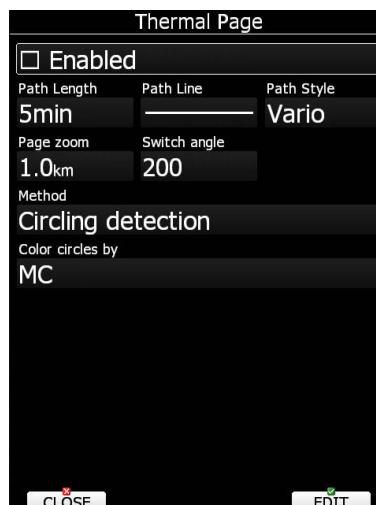 Thermal Page
Enabled
Path Length Path Line Path Style
5min Vario
Page zoom Switch angle
1.0km 200
Method
Circling detection
Color circles by
MC
CLOSE EDIT